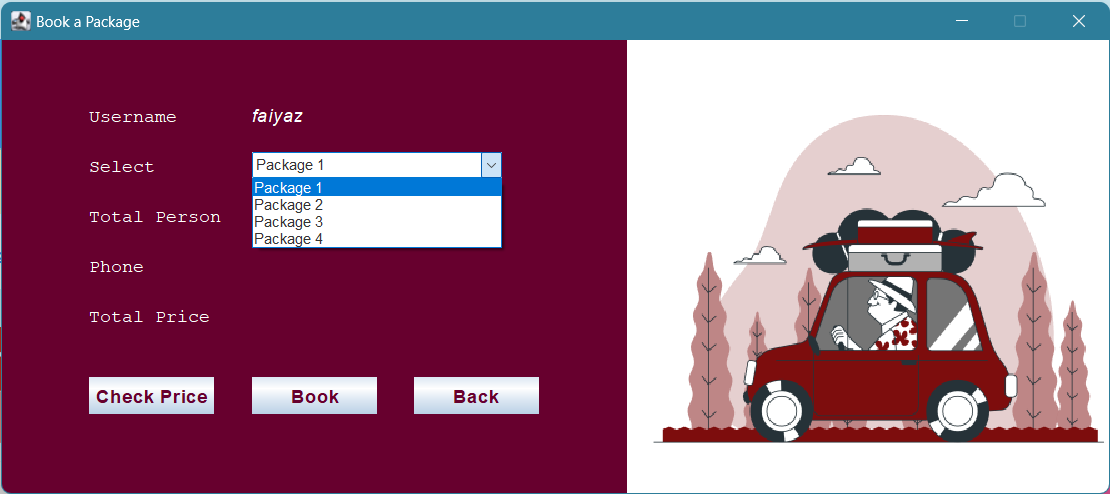 Book a Package
Username faiyaz
Select Package 1
Package 1
Package 2
Total Person
Package 3
Package 4
Phone
Total Price
Check Price Book Back